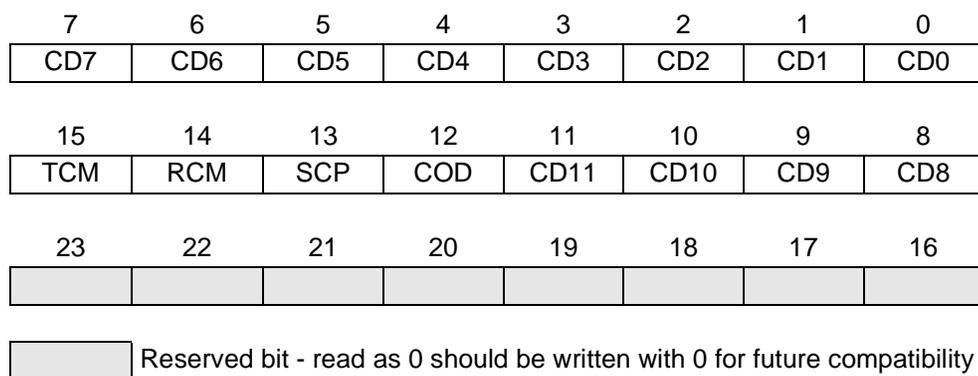 7 6 5 4 3 2 1 0
CD7 CD6 CD5 CD4 CD3 CD2 CD1 CD0
15 14 13 12 11 10 9 8
TCM RCM SCP COD CD11 CD10 CD9 CD8
23 22 21 20 19 18 17 16
Reserved bit - read as 0 should be written with 0 for future compatibility